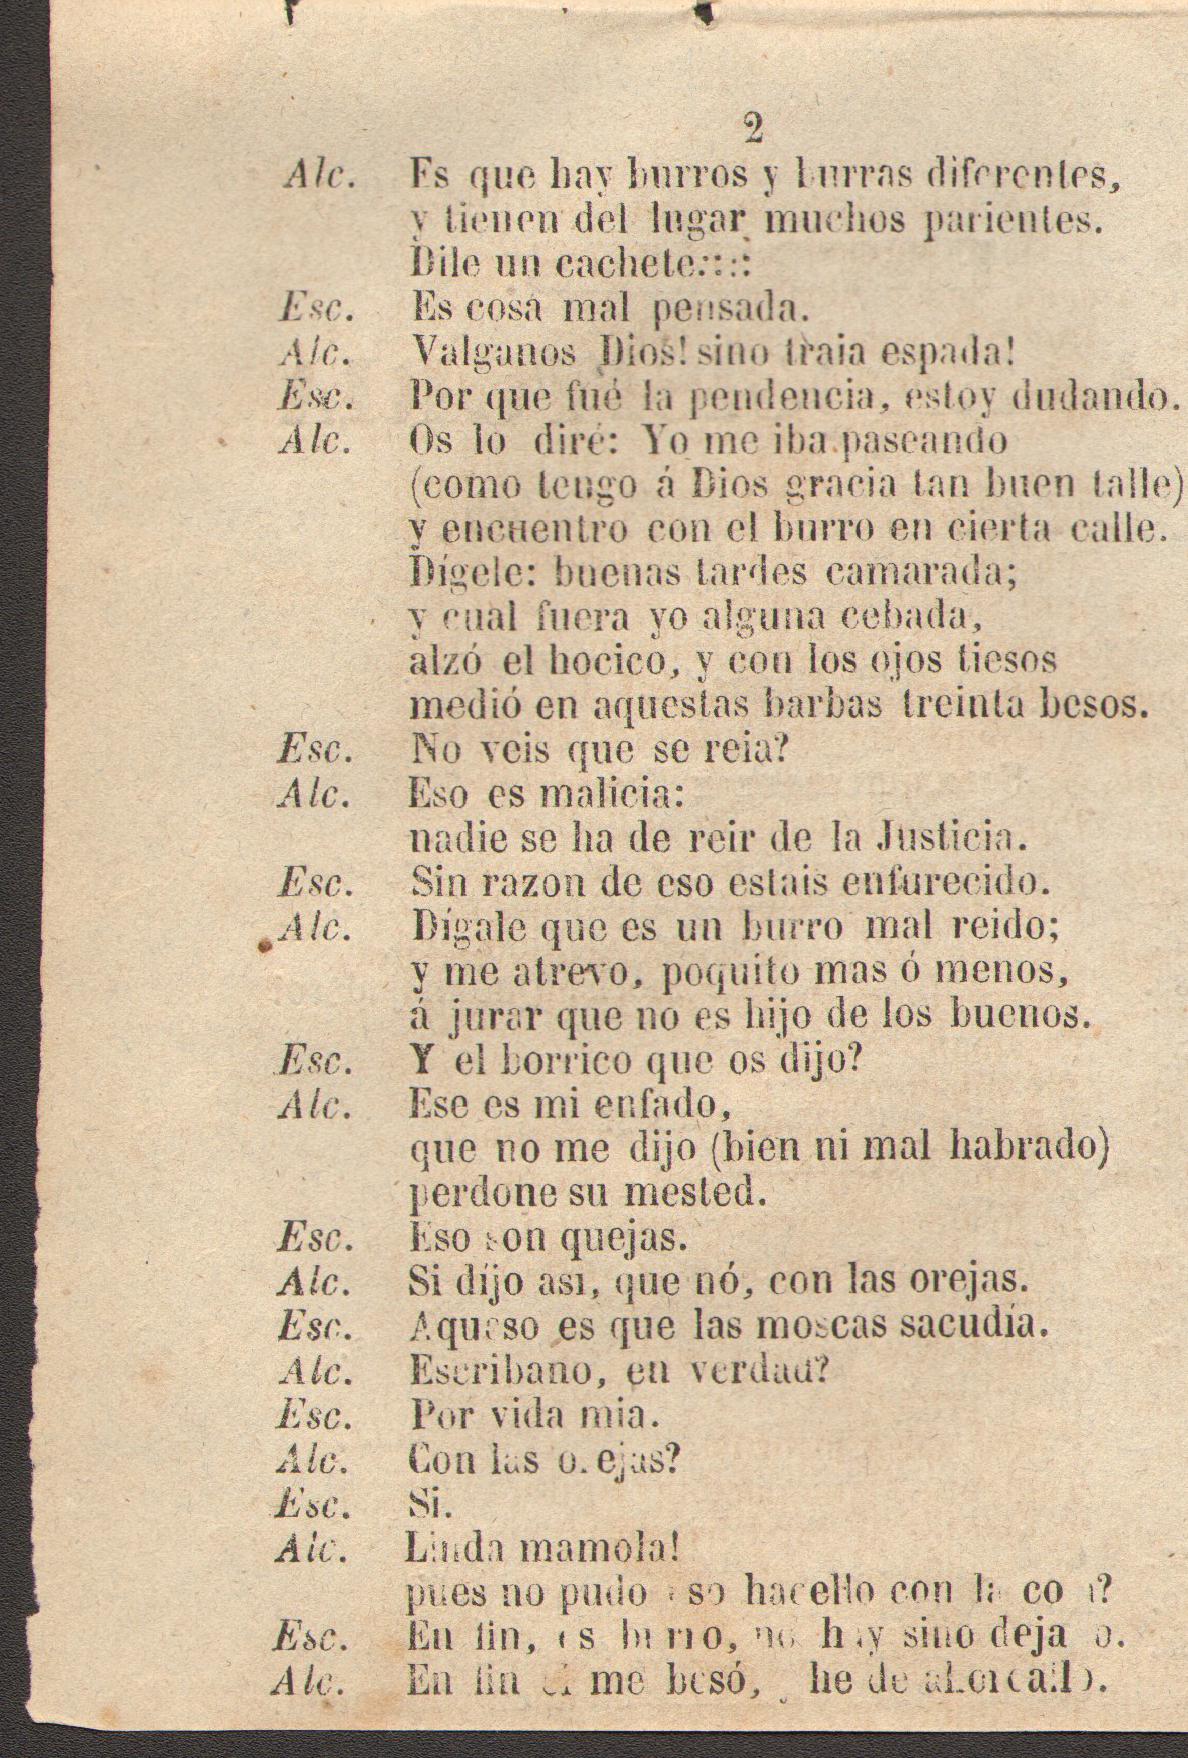 2
Alc. Es que hay burros y burras diferentes,
y tienen del lugar muchos parientes.
Dile un cachete:::::
Esc. Es cosa mal pensada.
Alc. Valganos Dios! sino traia espada!
Esc. Por que fué la pendencia, estoy dudando.
Alc. Os lo diré: Yo me iba paseando
(como tengo á Dios gracia tan buen talle)
y encuentro con el burro en cierta calle.
Dígele: buenas tardes camarada;
y cual fuera yo alguna cebada,
alzó el hocico, y con los ojos tiesos
medió en aquestas barbas treinta besos.
Esc. No veis que se reia?
Alc. Eso es malicia:
nadie se ha de reir de la Justicia.
Esc. Sin razon de eso estais enfurecido.
Alc. Dígale que es un burro mal reido;
y me atrevo, poquito mas ó menos,
á jurar que no es hijo de los buenos.
Esc. Y el borrico que os dijo?
Alc. Ese es mi enfado,
que no me dijo (bien ni mal habrado)
perdone su mested.
Esc. Eso son quejas.
Alc. Si díjo asi, que nó, con las orejas.
Esc. Aqueso es que las moscas sacudía.
Alc. Escribano, en verdad?
Esc. Por vida mia.
Alc. Con las orejas?
Esc. Si.
Alc. Linda mamola!
pues no pudo eso hacello con la cola?
Esc. En fin, es burro, no hay sino dejallo.
Alc. En fin él me besó, he de ahorcallo.